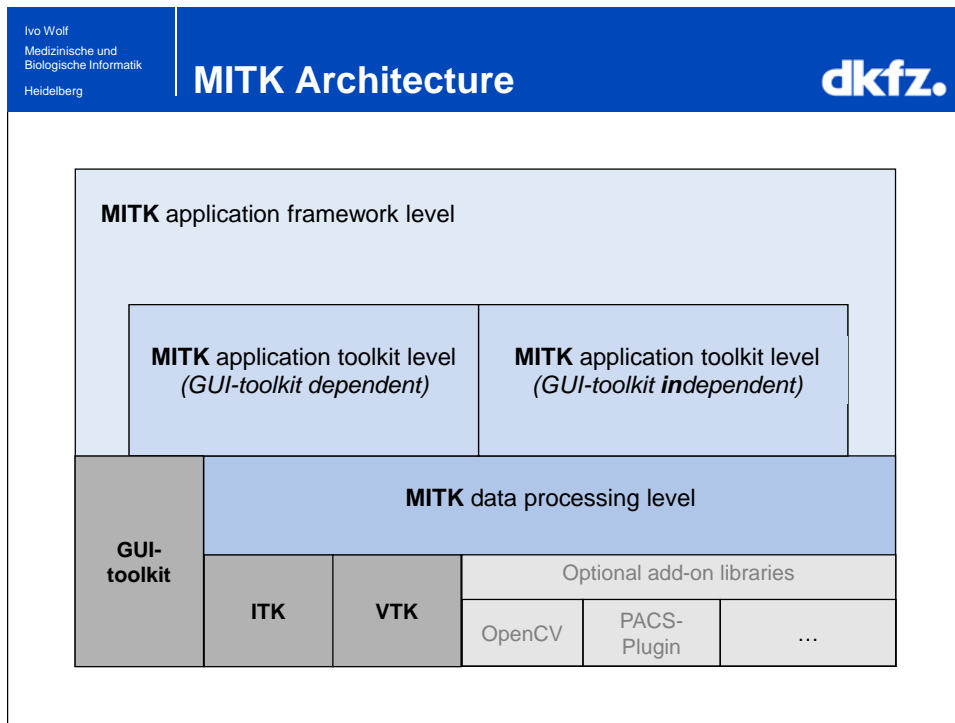 Ivo Wolf
Medizinische und
Biologische Informatik
Heidelberg
MITK Architecture
dkfz.
MITK application framework level
MITK application toolkit level
(GUI-toolkit dependent)
MITK application toolkit level
(GUI-toolkit independent)
MITK data processing level
GUI-
toolkit
ITK
VTK
Optional add-on libraries
OpenCV
PACS-
Plugin
…